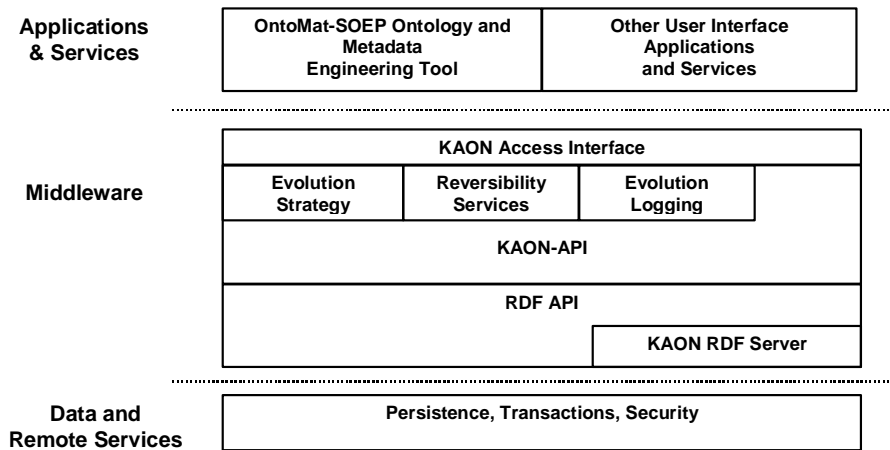 Applications
& Services
OntoMat-SOEP Ontology and
Metadata
Engineering Tool
Other User Interface
Applications
and Services
KAON Access Interface
Middleware
Evolution
Strategy
Reversibility
Services
Evolution
Logging
KAON-API
RDF API
KAON RDF Server
Data and
Remote Services
Persistence, Transactions, Security